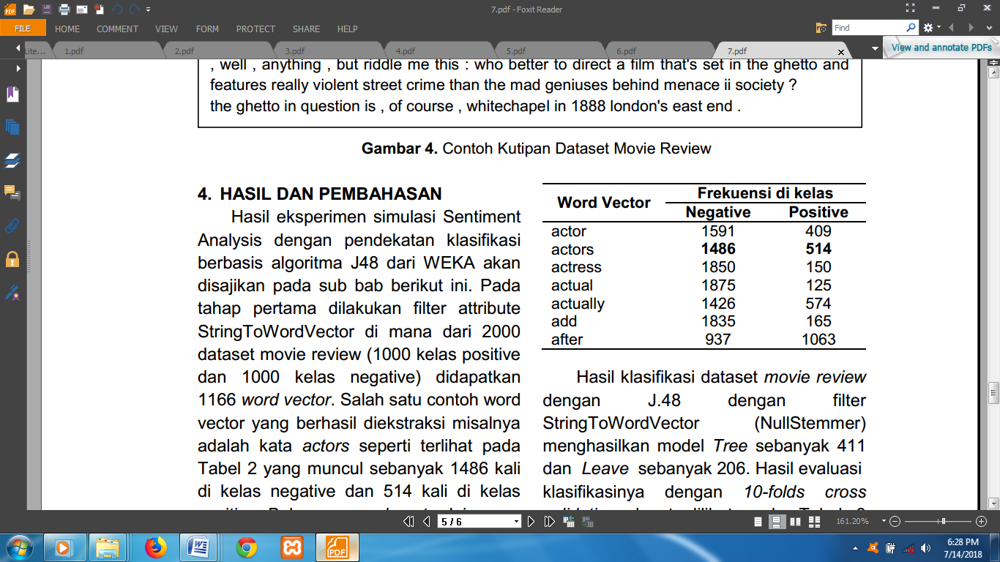 7.pdf - Foxit Reader
FILE HOME COMMENT VIEW FORM PROTECT SHARE HELP
Find
Lite... 1.pdf 2.pdf 3.pdf 4.pdf 5.pdf 6.pdf 7.pdf
View and annotate PDFs
, well , anything , but riddle me this : who better to direct a film that's set in the ghetto and
features really violent street crime than the mad geniuses behind menace ii society ?
the ghetto in question is , of course , whitechapel in 1888 london's east end .
Gambar 4. Contoh Kutipan Dataset Movie Review
4. HASIL DAN PEMBAHASAN
Hasil eksperimen simulasi Sentiment
Analysis dengan pendekatan klasifikasi
berbasis algoritma J48 dari WEKA akan
disajikan pada sub bab berikut ini. Pada
tahap pertama dilakukan filter attribute
StringToWordVector di mana dari 2000
dataset movie review (1000 kelas positive
dan 1000 kelas negative) didapatkan
1166 word vector. Salah satu contoh word
vector yang berhasil diekstraksi misalnya
adalah kata actors seperti terlihat pada
Tabel 2 yang muncul sebanyak 1486 kali
di kelas negative dan 514 kali di kelas
Word Vector Frekuensi di kelas
Negative Positive
actor 1591 409
actors 1486 514
actress 1850 150
actual 1875 125
actually 1426 574
add 1835 165
after 937 1063
Hasil klasifikasi dataset movie review
dengan J.48 dengan filter
StringToWordVector (NullStemmer)
menghasilkan model Tree sebanyak 411
dan Leave sebanyak 206. Hasil evaluasi
klasifikasinya dengan 10-folds cross
5 / 6
161.20%
PDF
6:28 PM
7/14/2018